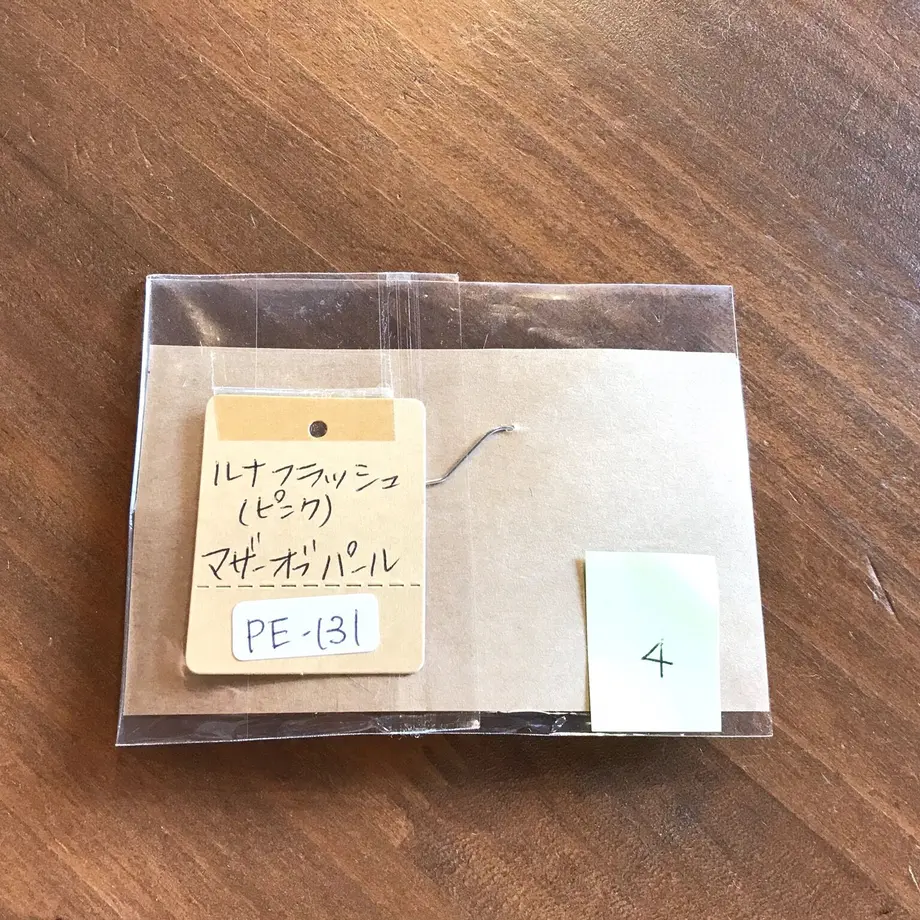 ルナフラッシュ
(ピンク)
マザーオブパール
PE-131
4